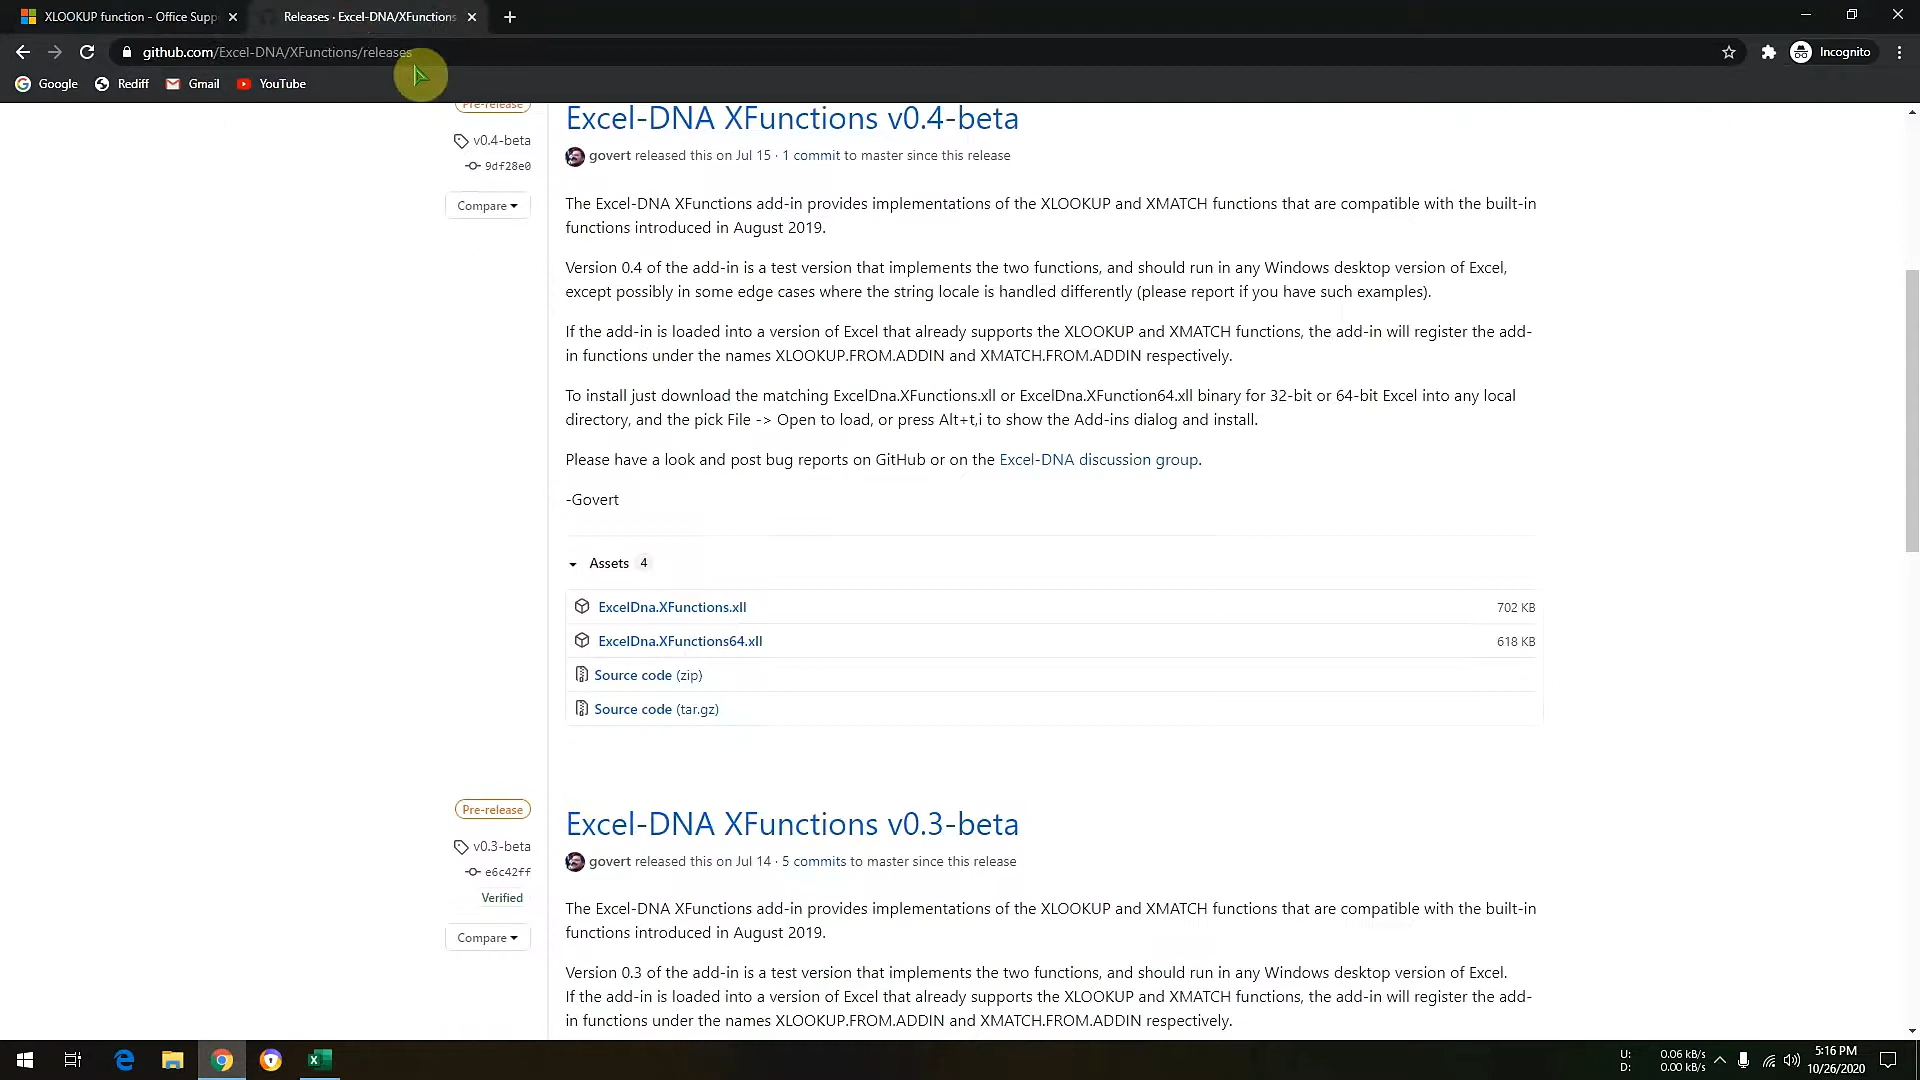 XLOOKUP function - Office Supp
Releases · Excel-DNA/XFunctions
github.com/Excel-DNA/XFunctions/releases
Incognito
Google
Rediff
Gmail
YouTube
Pre-release
Excel-DNA XFunctions v0.4-beta
v0.4-beta
govert released this on Jul 15 · 1 commit to master since this release
9df28e0
Compare
The Excel-DNA XFunctions add-in provides implementations of the XLOOKUP and XMATCH functions that are compatible with the built-in
functions introduced in August 2019.
Version 0.4 of the add-in is a test version that implements the two functions, and should run in any Windows desktop version of Excel,
except possibly in some edge cases where the string locale is handled differently (please report if you have such examples).
If the add-in is loaded into a version of Excel that already supports the XLOOKUP and XMATCH functions, the add-in will register the add-
in functions under the names XLOOKUP.FROM.ADDIN and XMATCH.FROM.ADDIN respectively.
To install just download the matching ExcelDna.XFunctions.xll or ExcelDna.XFunction64.xll binary for 32-bit or 64-bit Excel into any local
directory, and the pick File -> Open to load, or press Alt+t,i to show the Add-ins dialog and install.
Please have a look and post bug reports on GitHub or on the Excel-DNA discussion group.
-Govert
Assets 4
ExcelDna.XFunctions.xll 702 KB
ExcelDna.XFunctions64.xll 618 KB
Source code (zip)
Source code (tar.gz)
Pre-release
Excel-DNA XFunctions v0.3-beta
v0.3-beta
govert released this on Jul 14 · 5 commits to master since this release
e6c42ff
Verified
Compare
The Excel-DNA XFunctions add-in provides implementations of the XLOOKUP and XMATCH functions that are compatible with the built-in
functions introduced in August 2019.
Version 0.3 of the add-in is a test version that implements the two functions, and should run in any Windows desktop version of Excel.
If the add-in is loaded into a version of Excel that already supports the XLOOKUP and XMATCH functions, the add-in will register the add-
in functions under the names XLOOKUP.FROM.ADDIN and XMATCH.FROM.ADDIN respectively.
U: 0.06 kB/s
D: 0.00 kB/s
5:16 PM
10/26/2020